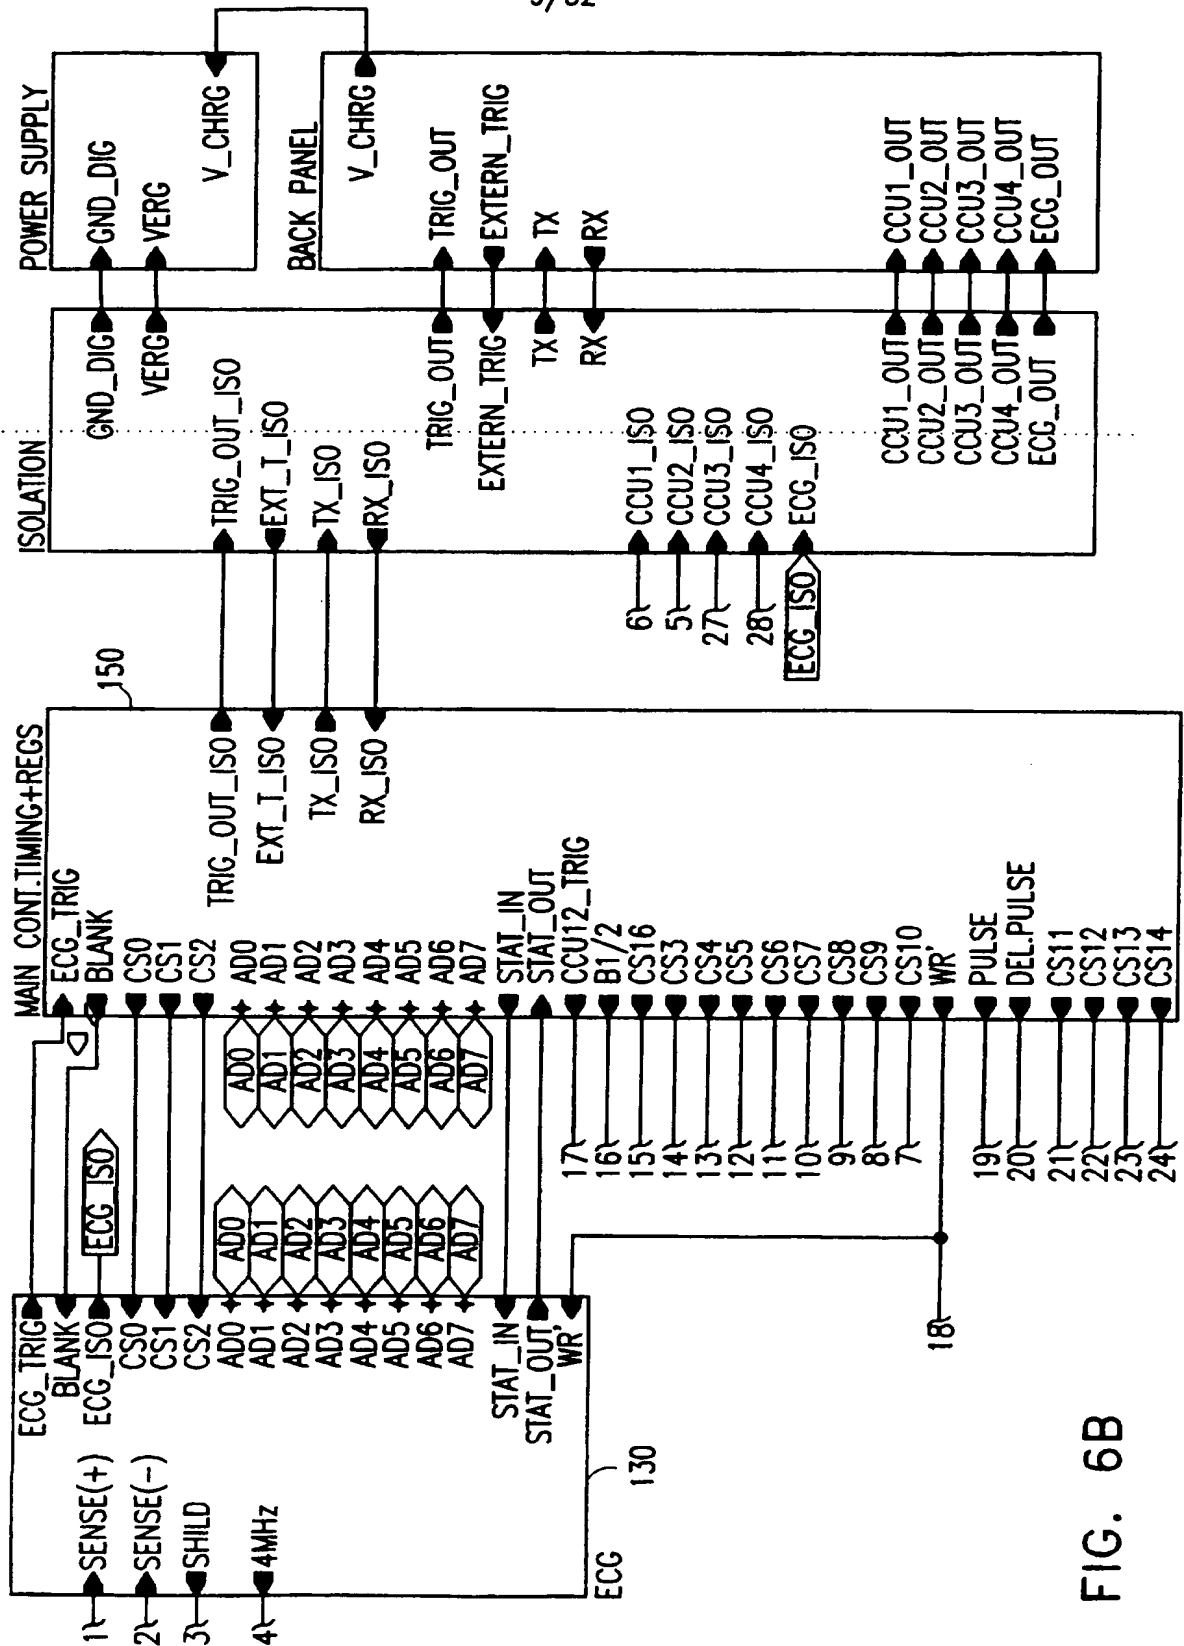 9/82
POWER SUPPLY
GND_DIG
VERG
V_CHRG
BACK PANEL
V_CHRG
TRIG_OUT
EXTERN_TRIG
TX
RX
CCU1_OUT
CCU2_OUT
CCU3_OUT
CCU4_OUT
ECG_OUT
ISOLATION
GND_DIG
VERG
TRIG_OUT_ISO
EXT_T_ISO
TX_ISO
RX_ISO
TRIG_OUT
EXTERN_TRIG
TX
RX
6
CCU1_ISO
5
CCU2_ISO
27
CCU3_ISO
28
CCU4_ISO
ECG_ISO
ECG_ISO
CCU1_OUT
CCU2_OUT
CCU3_OUT
CCU4_OUT
ECG_OUT
MAIN CONT.TIMING+REGS
150
ECG_TRIG
BLANK
CS0
CS1
CS2
AD0
AD1
AD2
AD3
AD4
AD5
AD6
AD7
STAT_IN
STAT_OUT
CCU12_TRIG
B1/2
CS16
CS3
CS4
CS5
CS6
CS7
CS8
CS9
CS10
WR'
PULSE
DEL.PULSE
CS11
CS12
CS13
CS14
TRIG_OUT_ISO
EXT_T_ISO
TX_ISO
RX_ISO
AD0
AD1
AD2
AD3
AD4
AD5
AD6
AD7
17
16
15
14
13
12
11
10
9
8
7
19
20
21
22
23
24
18
ECG_ISO
AD0
AD1
AD2
AD3
AD4
AD5
AD6
AD7
ECG_TRIG
BLANK
ECG_ISO
CS0
CS1
CS2
AD0
AD1
AD2
AD3
AD4
AD5
AD6
AD7
STAT_IN
STAT_OUT
WR'
1
SENSE(+)
2
SENSE(-)
3
SHILD
4
4MHz
ECG
130
FIG. 6B